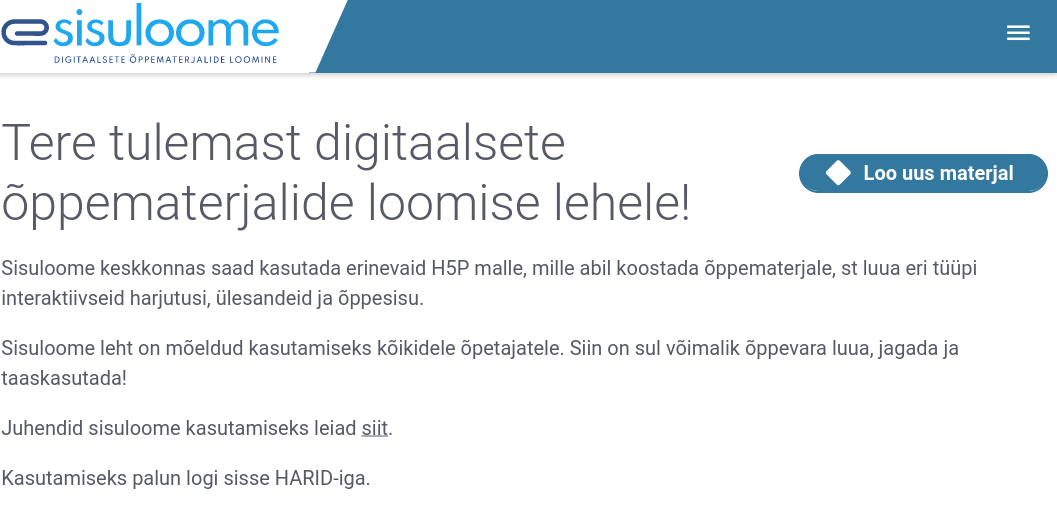 esisuloome
DIGITAALSETE ÕPPEMATERJALIDE LOOMINE
Tere tulemast digitaalsete
õppematerjalide loomise lehele!
Loo uus materjal
Sisuloome keskkonnas saad kasutada erinevaid H5P malle, mille abil koostada õppematerjale, st luua eri tüüpi
interaktiivseid harjutusi, ülesandeid ja õppesisu.
Sisuloome leht on mõeldud kasutamiseks kõikidele õpetajatele. Siin on sul võimalik õppevara luua, jagada ja
taaskasutada!
Juhendid sisuloome kasutamiseks leiad siit.
Kasutamiseks palun logi sisse HARID-iga.